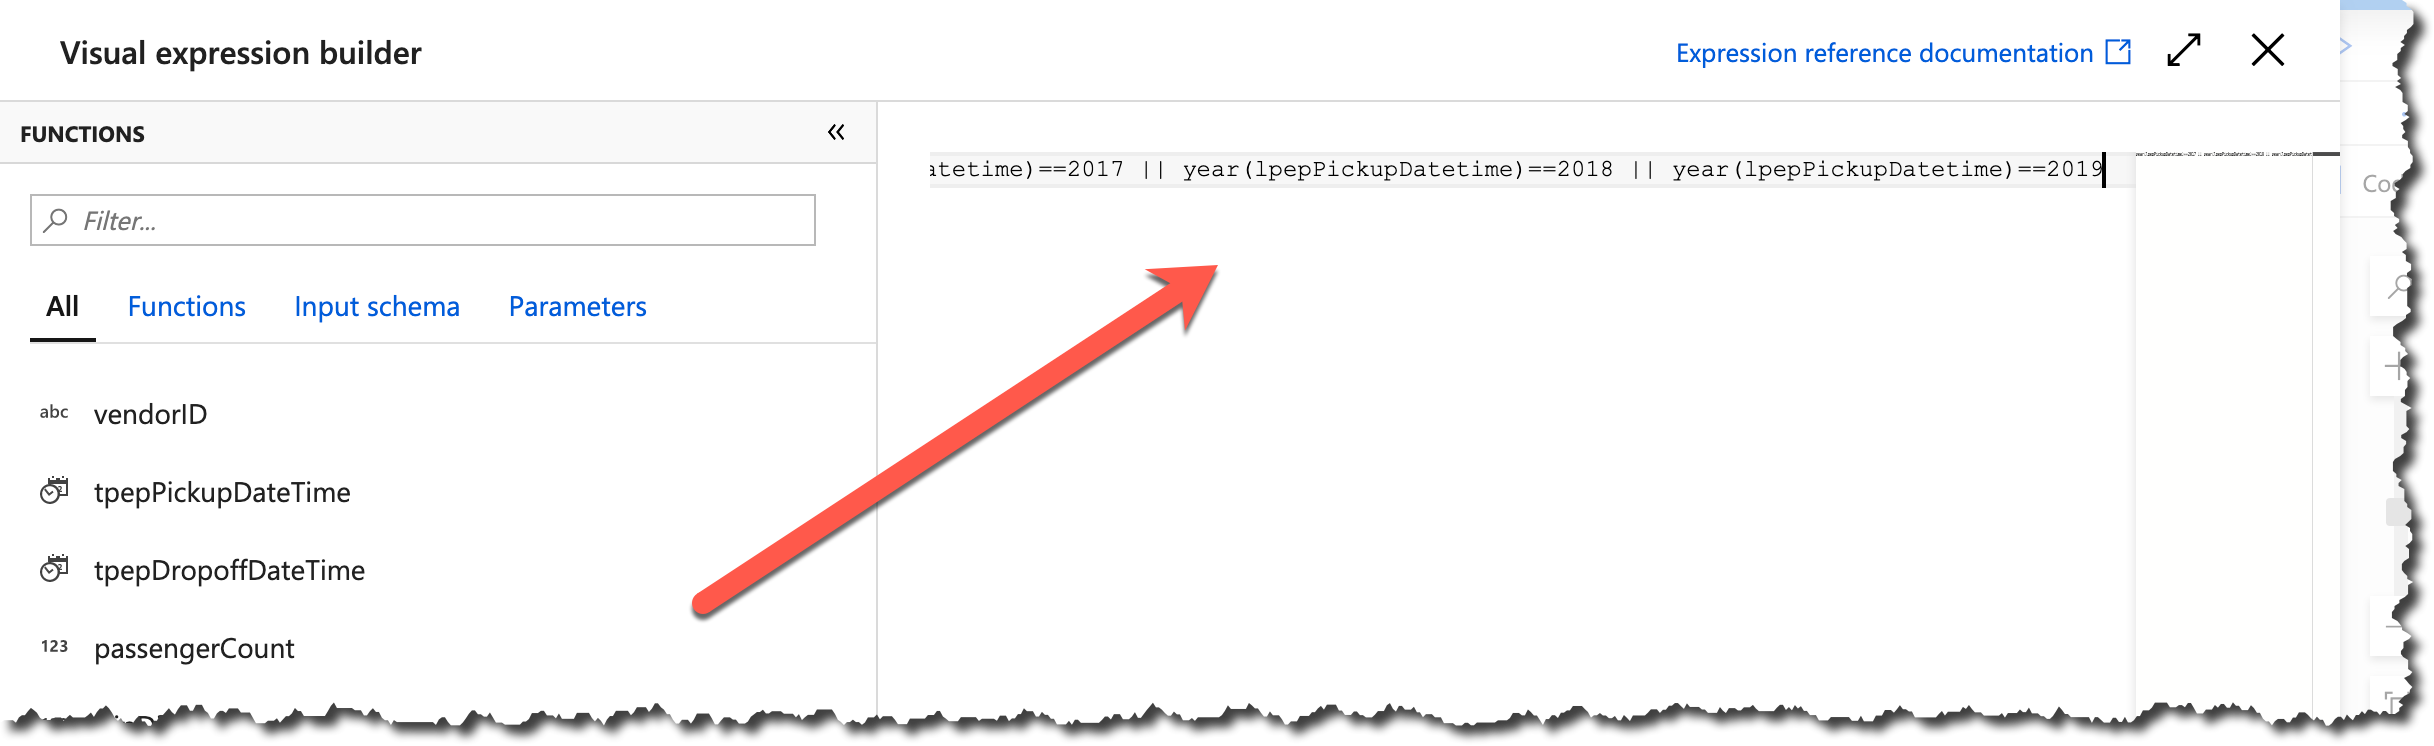 Visual expression builder
Expression reference documentation
FUNCTIONS
atetime)==2017 || year(lpepPickupDatetime)==2018 || year(lpepPickupDatetime)==2019
Filter...
All Functions Input schema Parameters
abc vendorID
tpepPickupDateTime
tpepDropoffDateTime
123 passengerCount